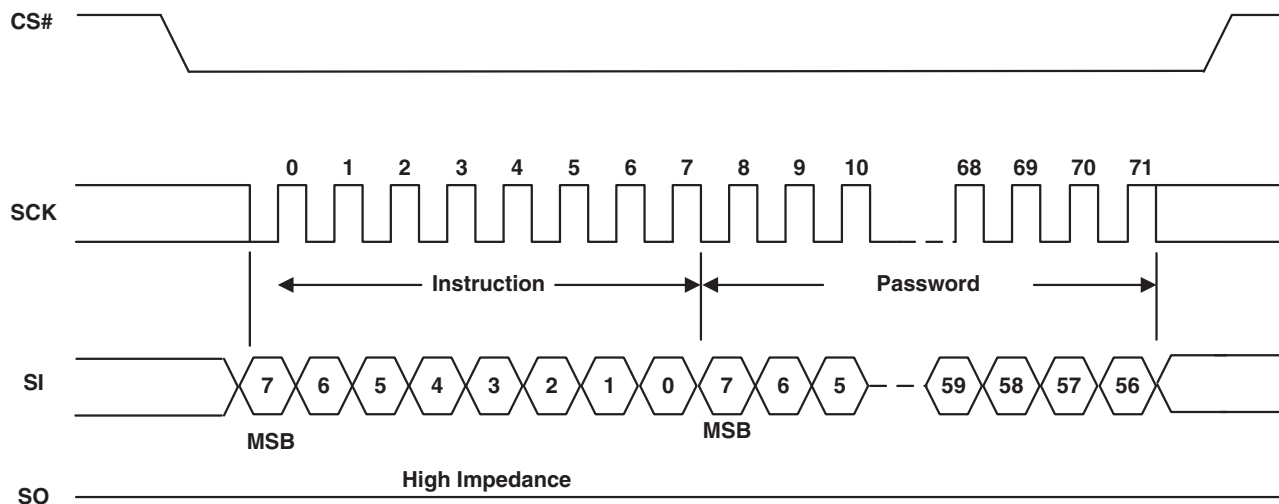 CS#
0 1 2 3 4 5 6 7 8 9 10 68 69 70 71
SCK
Instruction Password
SI 7 6 5 4 3 2 1 0 7 6 5 59 58 57 56
MSB MSB
High Impedance
SO